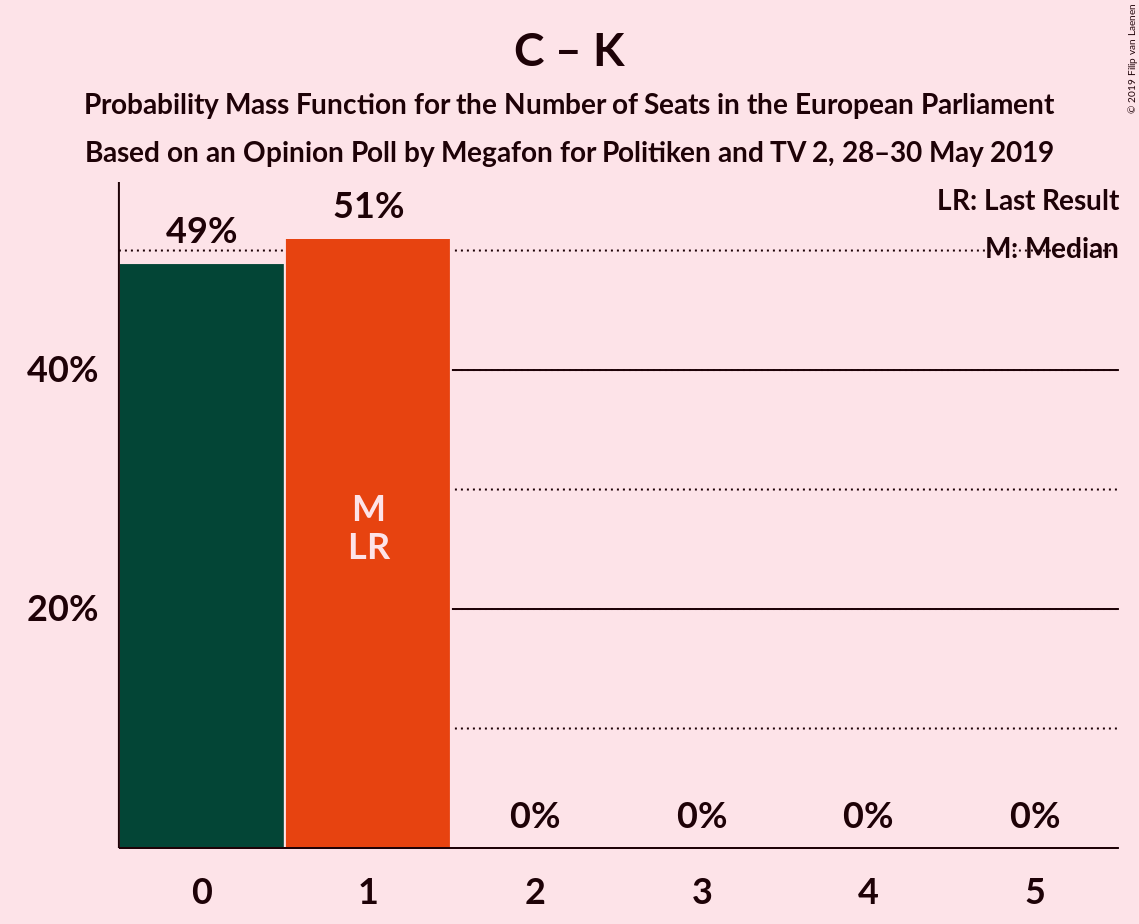 C – K
Probability Mass Function for the Number of Seats in the European Parliament
Based on an Opinion Poll by Megafon for Politiken and TV 2, 28–30 May 2019
© 2019 Filip van Laenen
LR: Last Result
M: Median
49%
51%
40%
20%
M
LR
0%
0%
0%
0%
0
1
2
3
4
5